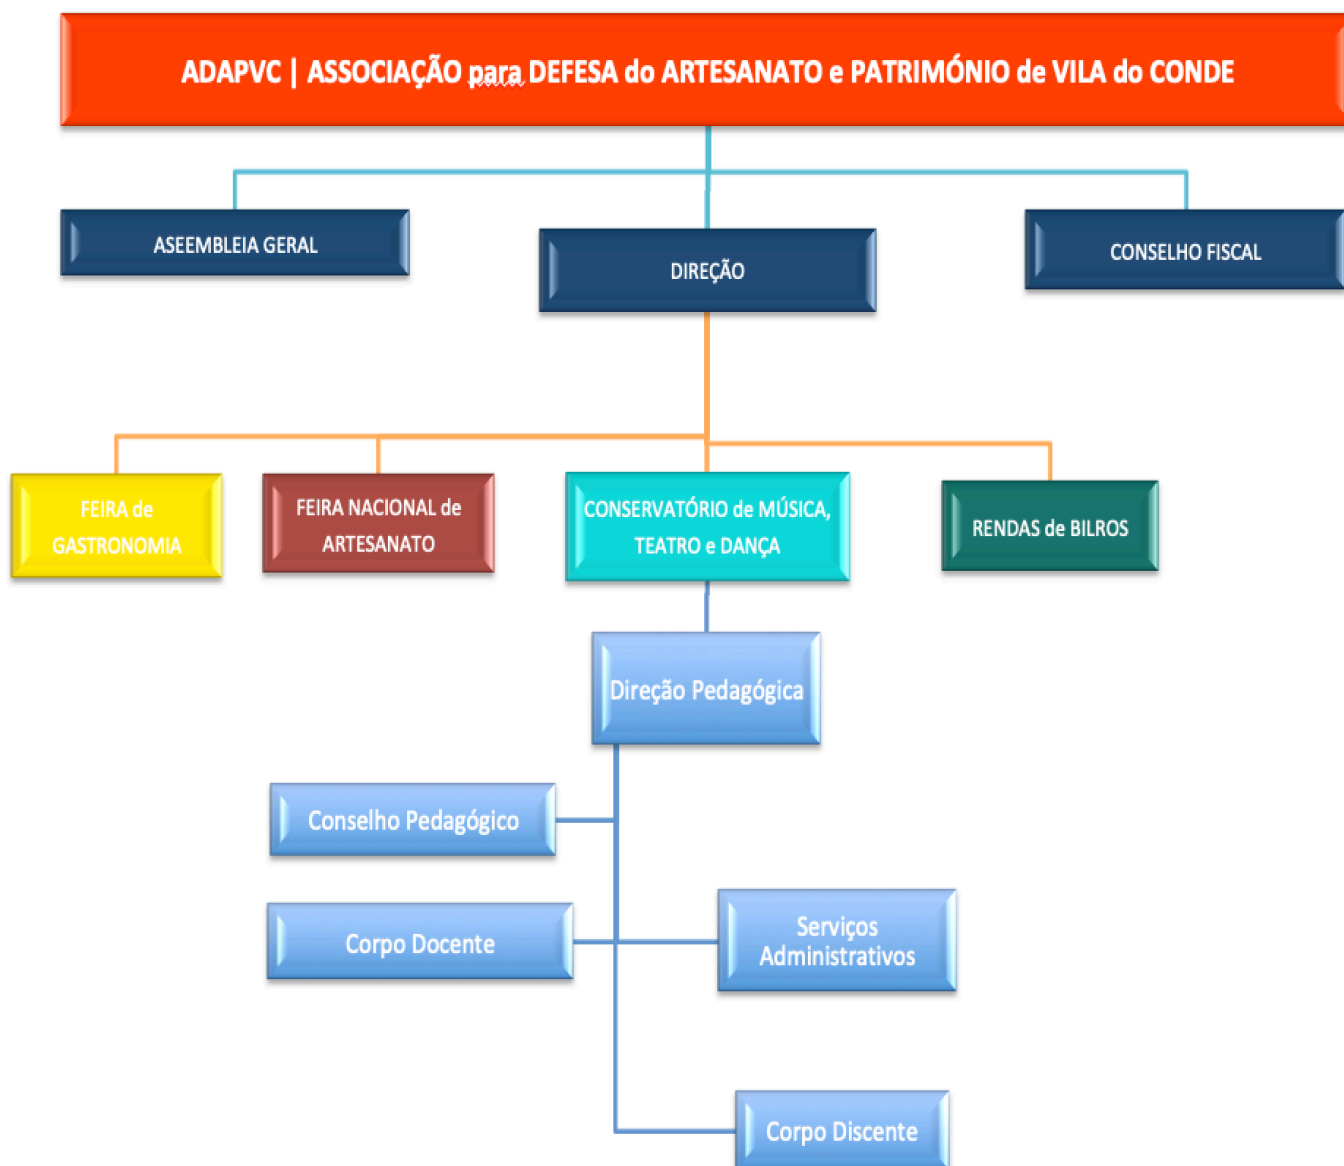 ADAPVC | ASSOCIAÇÃO para DEFESA do ARTESANATO e PATRIMÓNIO de VILA do CONDE
ASEEMBLEIA GERAL
DIREÇÃO
CONSELHO FISCAL
FEIRA de
GASTRONOMIA
FEIRA NACIONAL de
ARTESANATO
CONSERVATÓRIO de MÚSICA,
TEATRO e DANÇA
RENDAS de BILROS
Direção Pedagógica
Conselho Pedagógico
Corpo Docente
Serviços
Administrativos
Corpo Discente